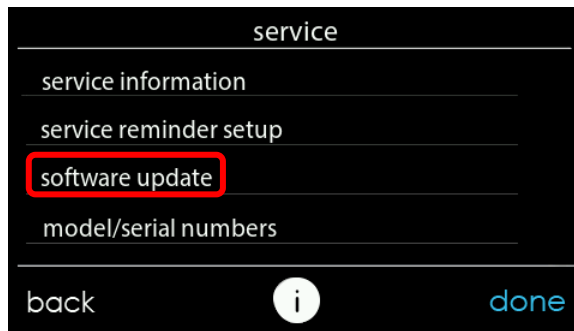 service
service information
service reminder setup
software update
model/serial numbers
back i done